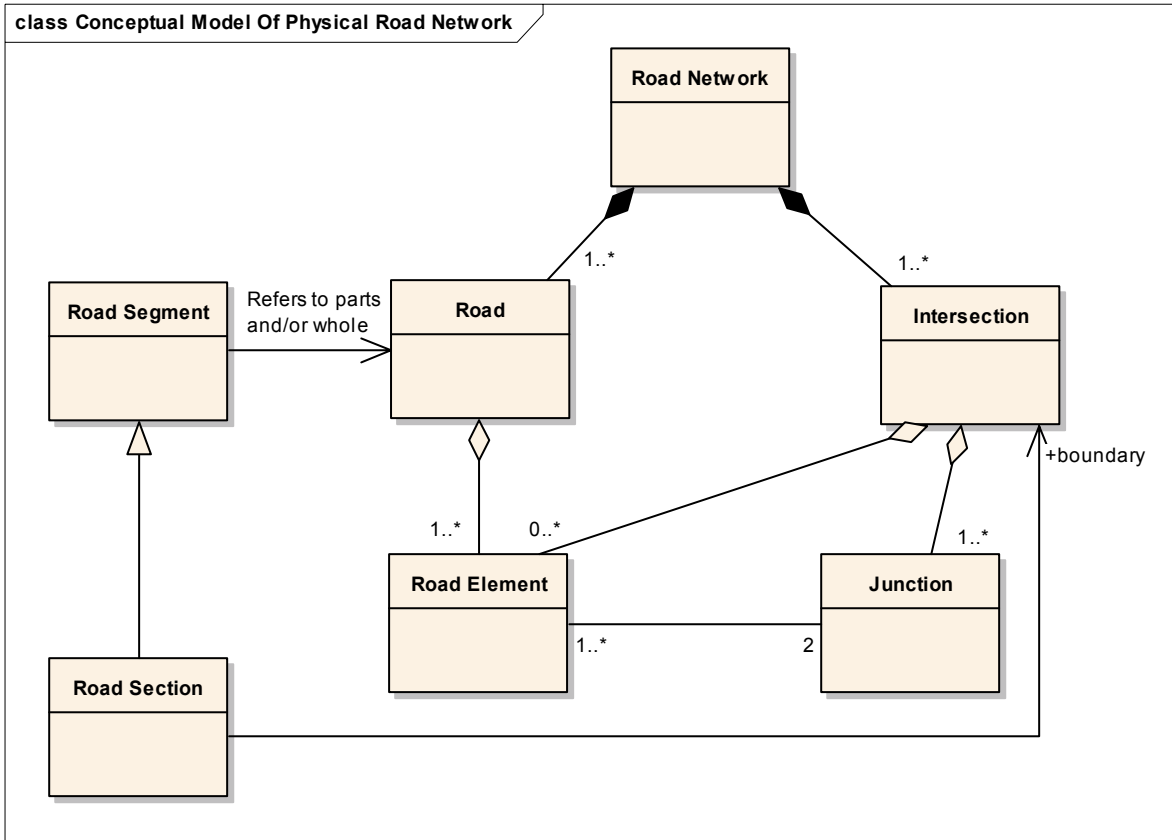 class Conceptual Model Of Physical Road Network
Road Network
1..*
1..*
Road Segment
Refers to parts
and/or whole
Road
Intersection
+boundary
1..*
0..*
1..*
Road Element
Junction
1..*
2
Road Section